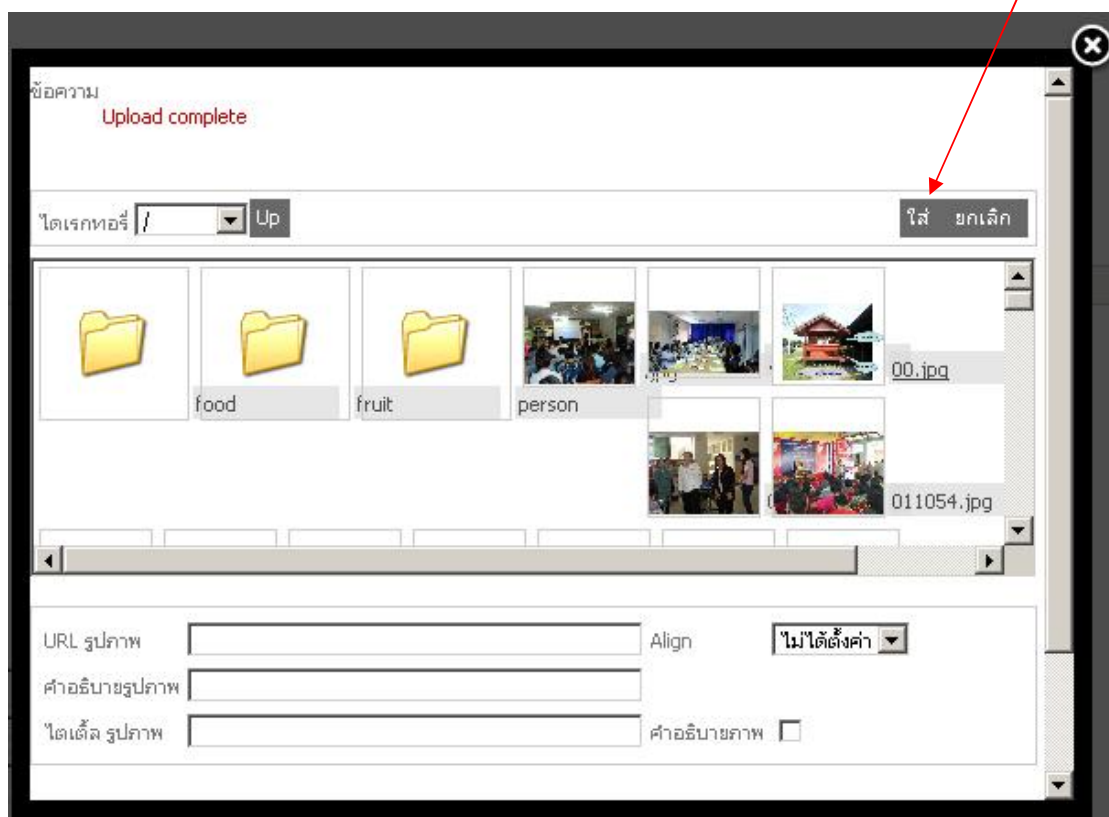 ข้อความ
Upload complete
ไดเรกทอรี่ / Up ใส่ ยกเลิก
.jpg 00.jpg
food fruit person
011054.jpg
URL รูปภาพ Align ไม่ได้ตั้งค่า
คำอธิบายรูปภาพ
ไตเติ้ล รูปภาพ คำอธิบายภาพ